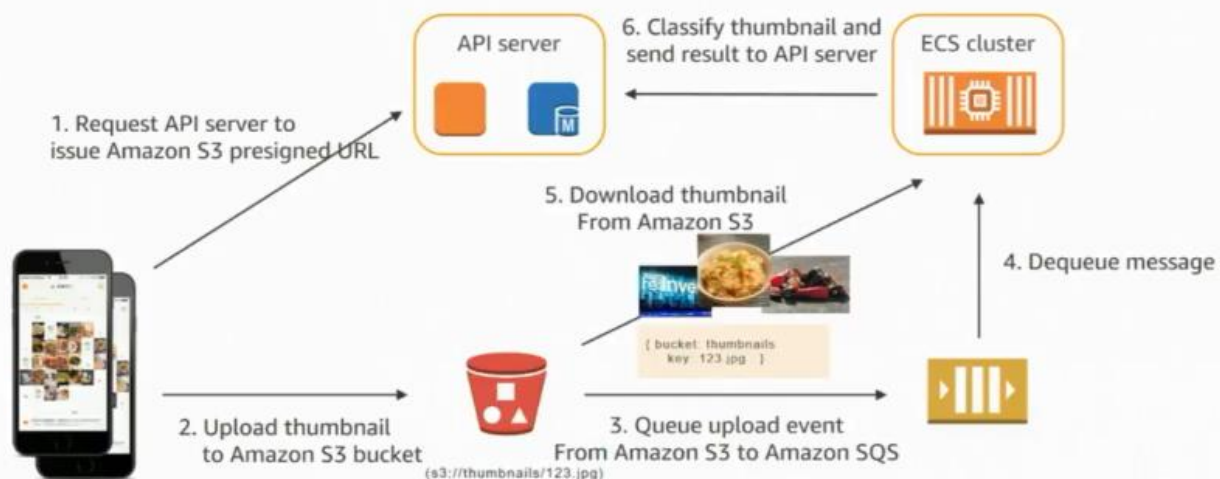 API server
6. Classify thumbnail and
send result to API server
ECS cluster
M
1. Request API server to
issue Amazon S3 presigned URL
5. Download thumbnail
From Amazon S3
re:Inve
4. Dequeue message
{ bucket: thumbnails
key: 123.jpg }
2. Upload thumbnail
to Amazon S3 bucket
(s3://thumbnails/123.jpg)
3. Queue upload event
From Amazon S3 to Amazon SQS